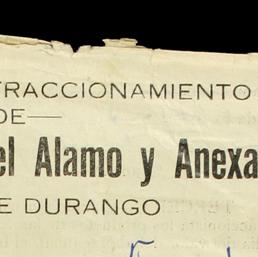 FRACCIONAMIENTO
DE—
el Alamo y Anexa
E DURANGO